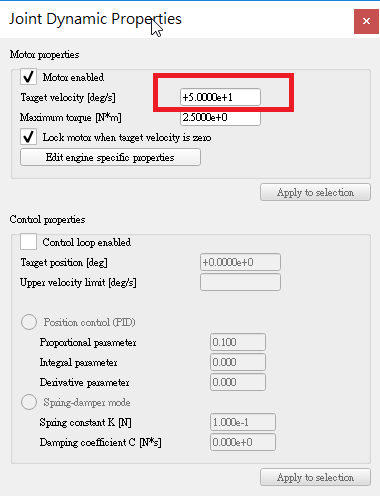 Joint Dynamic Properties
Motor properties
Motor enabled
Target velocity [deg/s] +5.0000e+1
Maximum torque [N*m] 2.5000e+0
Lock motor when target velocity is zero
Edit engine specific properties
Apply to selection
Control properties
Control loop enabled
Target position [deg] +0.0000e+0
Upper velocity limit [deg/s]
Position control (PID)
Proportional parameter 0.100
Integral parameter 0.000
Derivative parameter 0.000
Spring-damper mode
Spring constant K [N] 1.000e-1
Damping coefficient C [N*s] 0.000e+0
Apply to selection